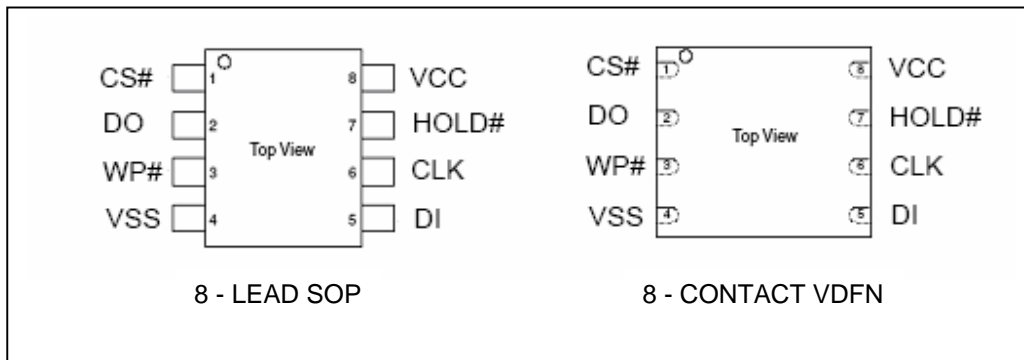 CS# 1 8 VCC
DO 2 7 HOLD#
Top View
WP# 3 6 CLK
VSS 4 5 DI
8 - LEAD SOP
CS# 1 8 VCC
DO 2 7 HOLD#
Top View
WP# 3 6 CLK
VSS 4 5 DI
8 - CONTACT VDFN